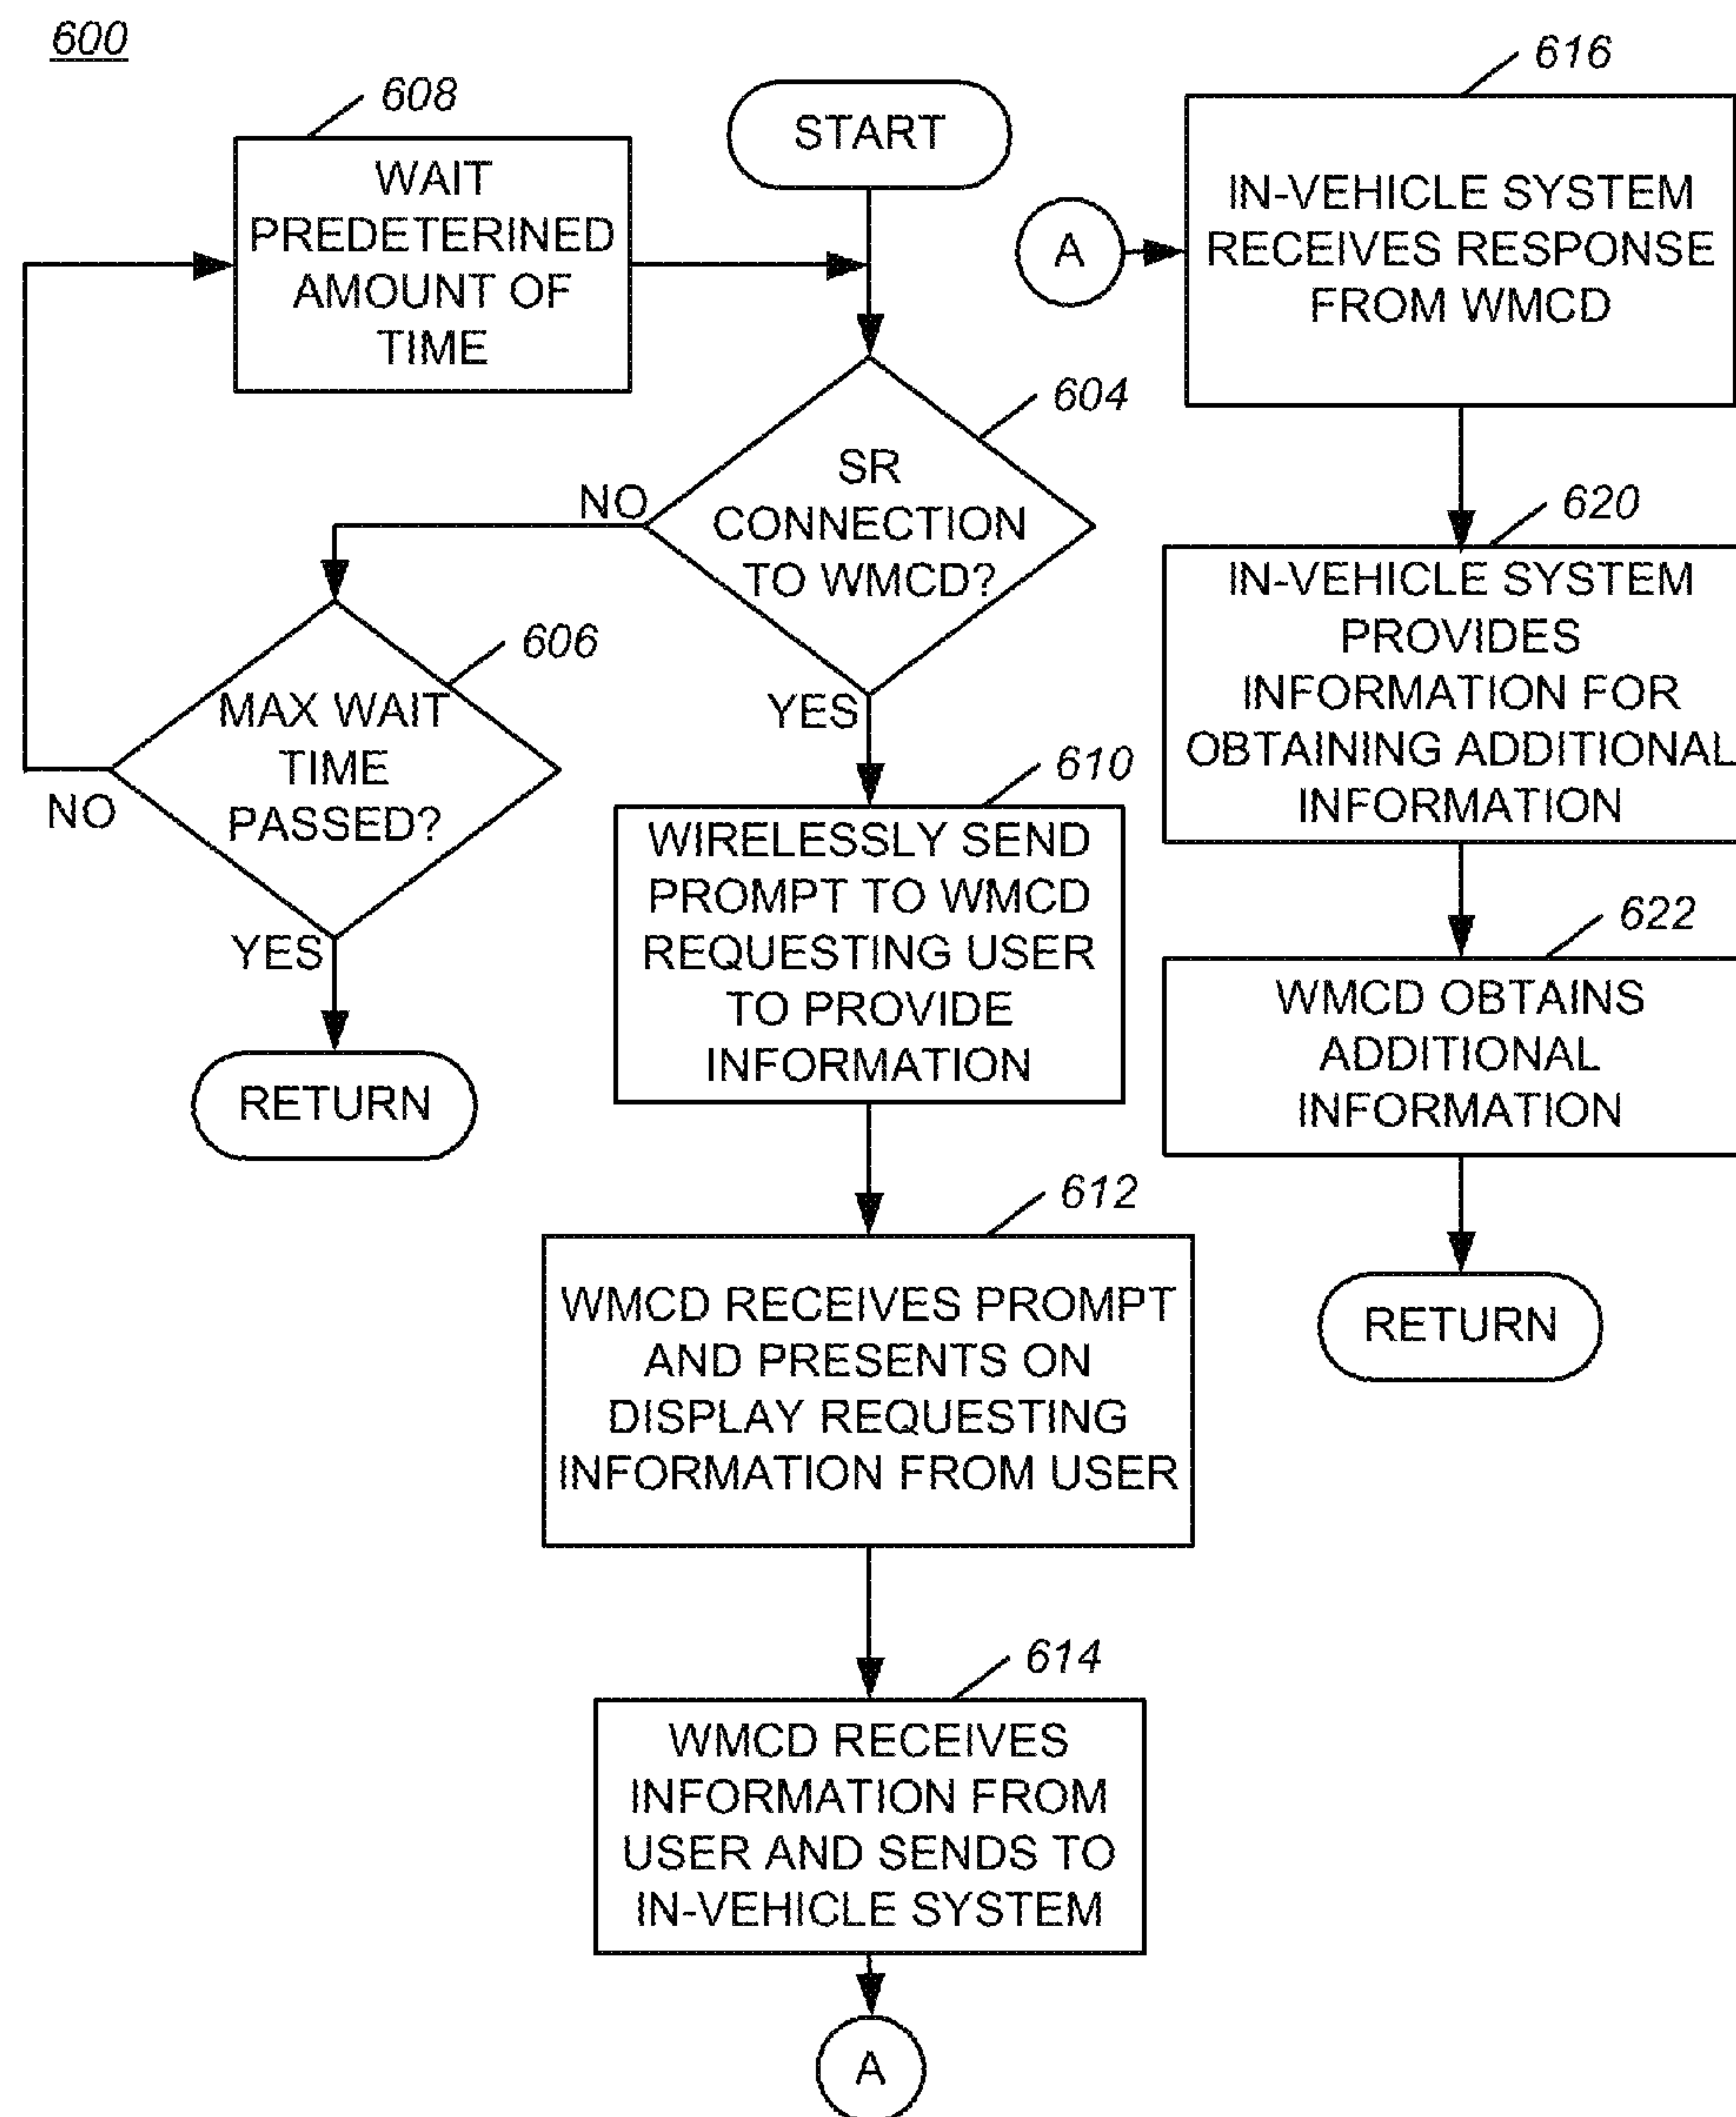 600
608
WAIT
PREDETERINED
AMOUNT OF
TIME
START
604
SR
CONNECTION
TO WMCD?
NO
YES
606
MAX WAIT
TIME
PASSED?
NO
YES
RETURN
610
WIRELESSLY SEND
PROMPT TO WMCD
REQUESTING USER
TO PROVIDE
INFORMATION
612
WMCD RECEIVES PROMPT
AND PRESENTS ON
DISPLAY REQUESTING
INFORMATION FROM USER
614
WMCD RECEIVES
INFORMATION FROM
USER AND SENDS TO
IN-VEHICLE SYSTEM
A
A
616
IN-VEHICLE SYSTEM
RECEIVES RESPONSE
FROM WMCD
620
IN-VEHICLE SYSTEM
PROVIDES
INFORMATION FOR
OBTAINING ADDITIONAL
INFORMATION
622
WMCD OBTAINS
ADDITIONAL
INFORMATION
RETURN